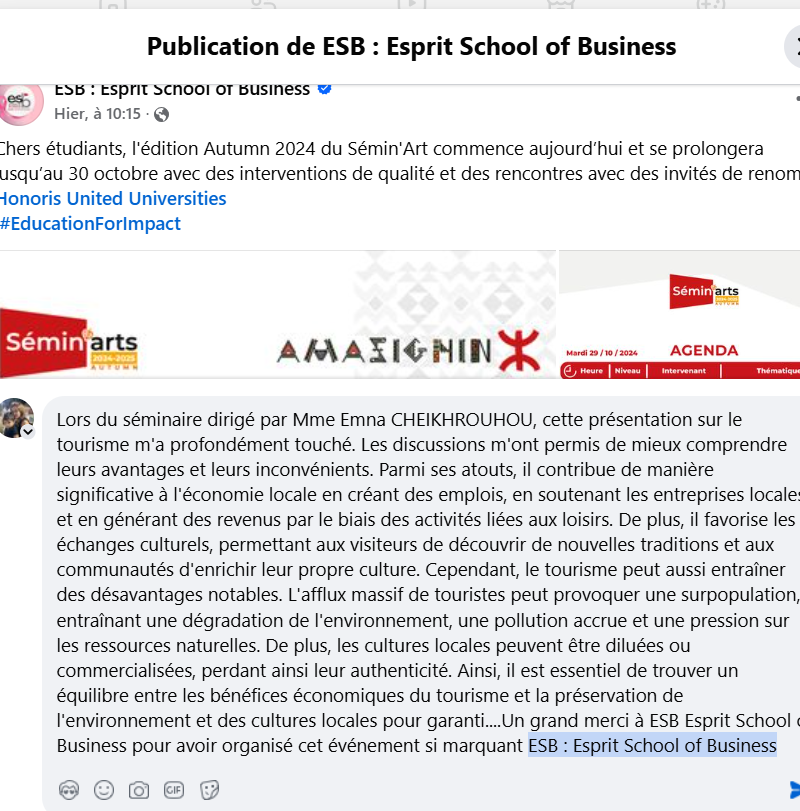 Publication de ESB : Esprit School of Business
ESB : Esprit School of Business
Hier, à 10:15 ·
Chers étudiants, l'édition Autumn 2024 du Sémin'Art commence aujourd’hui et se prolongera
jusqu’au 30 octobre avec des interventions de qualité et des rencontres avec des invités de renom
Honoris United Universities
#EducationForImpact
Sémin'arts
2024-2025
AUTUMN
AMAZIGHIN
Sémin'arts
Mardi 29 / 10 / 2024
AGENDA
Heure Niveau Intervenant Thématique
Lors du séminaire dirigé par Mme Emna CHEIKHROUHOU, cette présentation sur le
tourisme m'a profondément touché. Les discussions m'ont permis de mieux comprendre
leurs avantages et leurs inconvénients. Parmi ses atouts, il contribue de manière
significative à l'économie locale en créant des emplois, en soutenant les entreprises locales
et en générant des revenus par le biais des activités liées aux loisirs. De plus, il favorise les
échanges culturels, permettant aux visiteurs de découvrir de nouvelles traditions et aux
communautés d'enrichir leur propre culture. Cependant, le tourisme peut aussi entraîner
des désavantages notables. L'afflux massif de touristes peut provoquer une surpopulation,
entraînant une dégradation de l'environnement, une pollution accrue et une pression sur
les ressources naturelles. De plus, les cultures locales peuvent être diluées ou
commercialisées, perdant ainsi leur authenticité. Ainsi, il est essentiel de trouver un
équilibre entre les bénéfices économiques du tourisme et la préservation de
l'environnement et des cultures locales pour garanti....Un grand merci à ESB Esprit School
Business pour avoir organisé cet événement si marquant ESB : Esprit School of Business
GIF